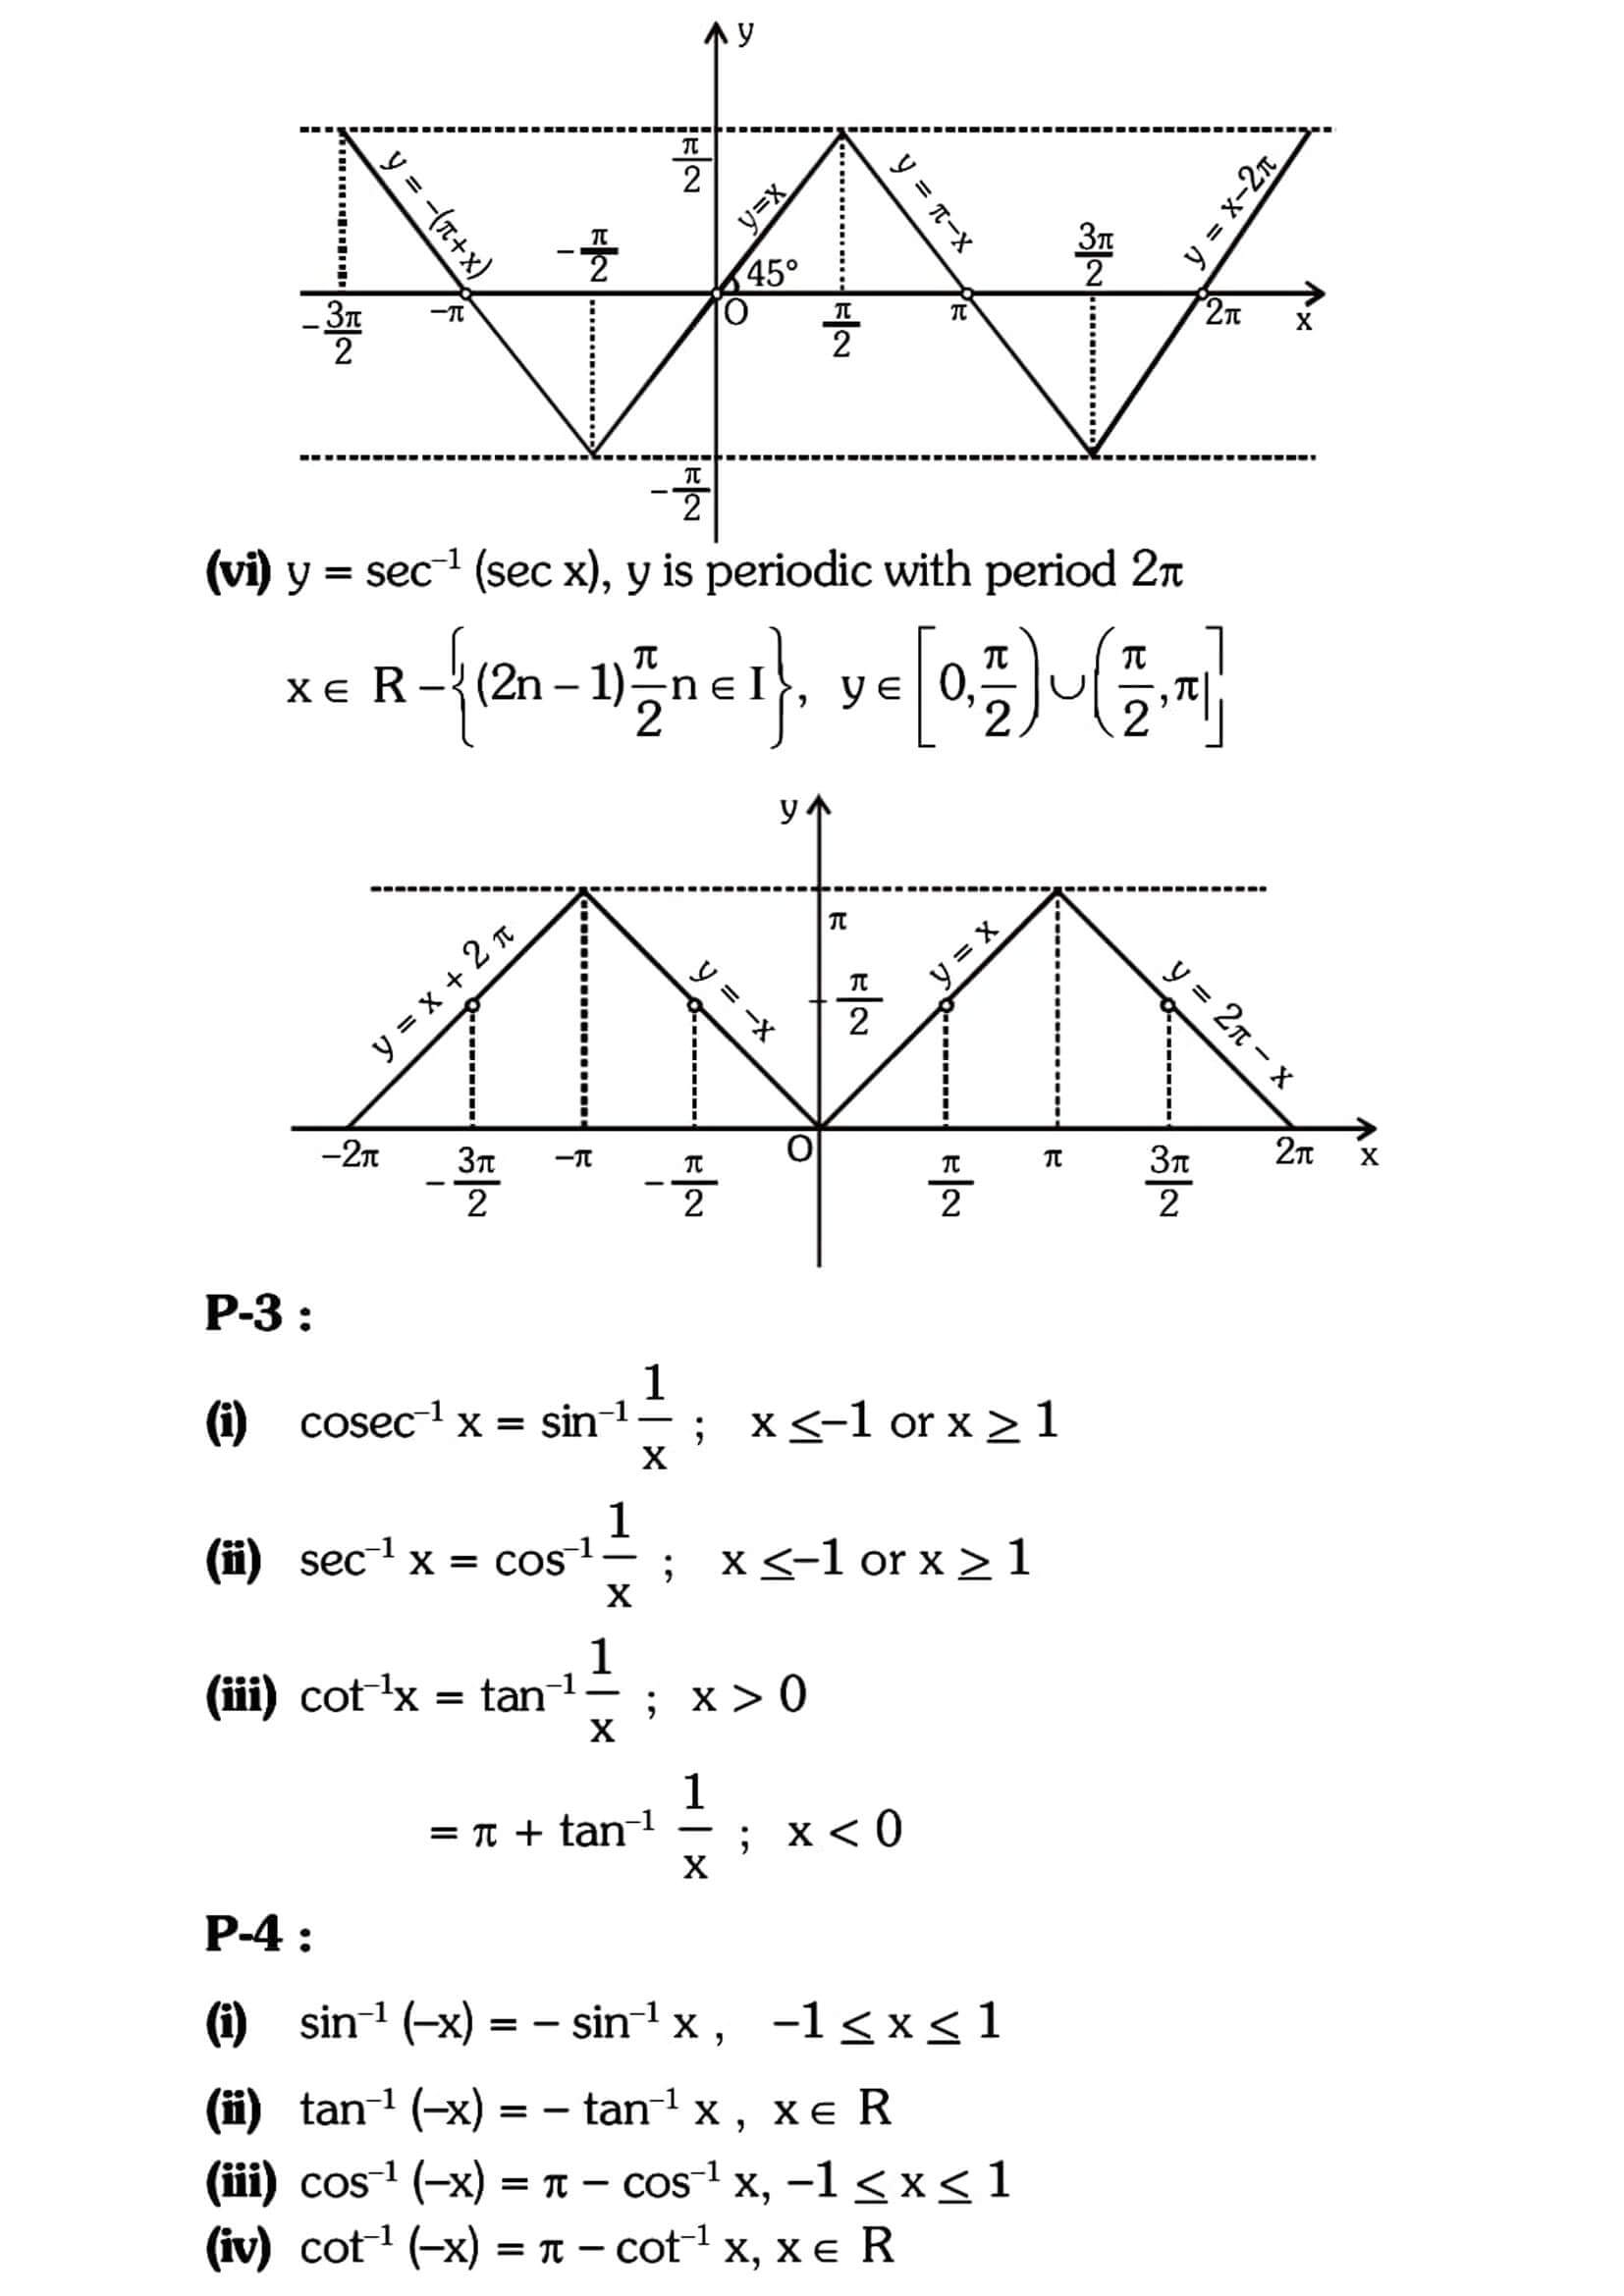 y
π/2
y = –(π+x)
y=x
y = π–x
y = x–2π
–π/2
45°
3π/2
–3π/2
–π
O
π/2
π
2π
x
–π/2
(vi) y = sec⁻¹ (sec x), y is periodic with period 2π
x ∈ R – {(2n – 1) π/2 n ∈ I}, y ∈ [0, π/2) ∪ (π/2, π]
y
π
y = x + 2 π
y = –x
π/2
y = x
y = 2π – x
–2π
–3π/2
–π
–π/2
O
π/2
π
3π/2
2π
x
P-3 :
(i) cosec⁻¹ x = sin⁻¹ 1/x ; x ≤–1 or x ≥ 1
(ii) sec⁻¹ x = cos⁻¹ 1/x ; x ≤–1 or x ≥ 1
(iii) cot⁻¹x = tan⁻¹ 1/x ; x > 0
= π + tan⁻¹ 1/x ; x < 0
P-4 :
(i) sin⁻¹ (–x) = – sin⁻¹ x , –1 ≤ x ≤ 1
(ii) tan⁻¹ (–x) = – tan⁻¹ x , x ∈ R
(iii) cos⁻¹ (–x) = π – cos⁻¹ x, –1 ≤ x ≤ 1
(iv) cot⁻¹ (–x) = π – cot⁻¹ x, x ∈ R